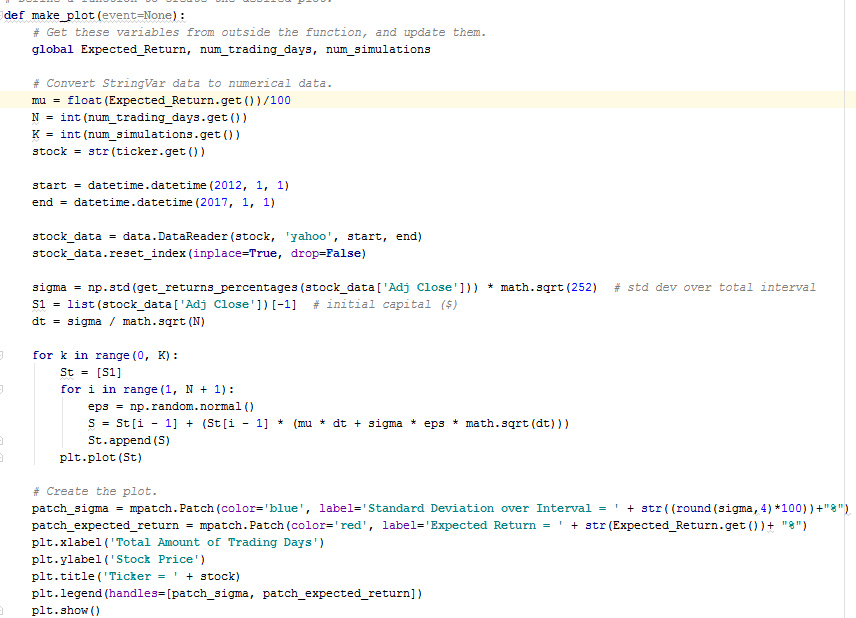 # Define a function to create the desired plot.
def make_plot(event=None):
    # Get these variables from outside the function, and update them.
    global Expected_Return, num_trading_days, num_simulations

    # Convert StringVar data to numerical data.
    mu = float(Expected_Return.get())/100
    N = int(num_trading_days.get())
    K = int(num_simulations.get())
    stock = str(ticker.get())

    start = datetime.datetime(2012, 1, 1)
    end = datetime.datetime(2017, 1, 1)

    stock_data = data.DataReader(stock, 'yahoo', start, end)
    stock_data.reset_index(inplace=True, drop=False)

    sigma = np.std(get_returns_percentages(stock_data['Adj Close'])) * math.sqrt(252)  # std dev over total interval
    S1 = list(stock_data['Adj Close'])[-1]  # initial capital ($)
    dt = sigma / math.sqrt(N)

    for k in range(0, K):
        St = [S1]
        for i in range(1, N + 1):
            eps = np.random.normal()
            S = St[i - 1] + (St[i - 1] * (mu * dt + sigma * eps * math.sqrt(dt)))
            St.append(S)
        plt.plot(St)

    # Create the plot.
    patch_sigma = mpatch.Patch(color='blue', label='Standard Deviation over Interval = ' + str((round(sigma,4)*100))+"%")
    patch_expected_return = mpatch.Patch(color='red', label='Expected Return = ' + str(Expected_Return.get())+ "%")
    plt.xlabel('Total Amount of Trading Days')
    plt.ylabel('Stock Price')
    plt.title('Ticker = ' + stock)
    plt.legend(handles=[patch_sigma, patch_expected_return])
    plt.show()